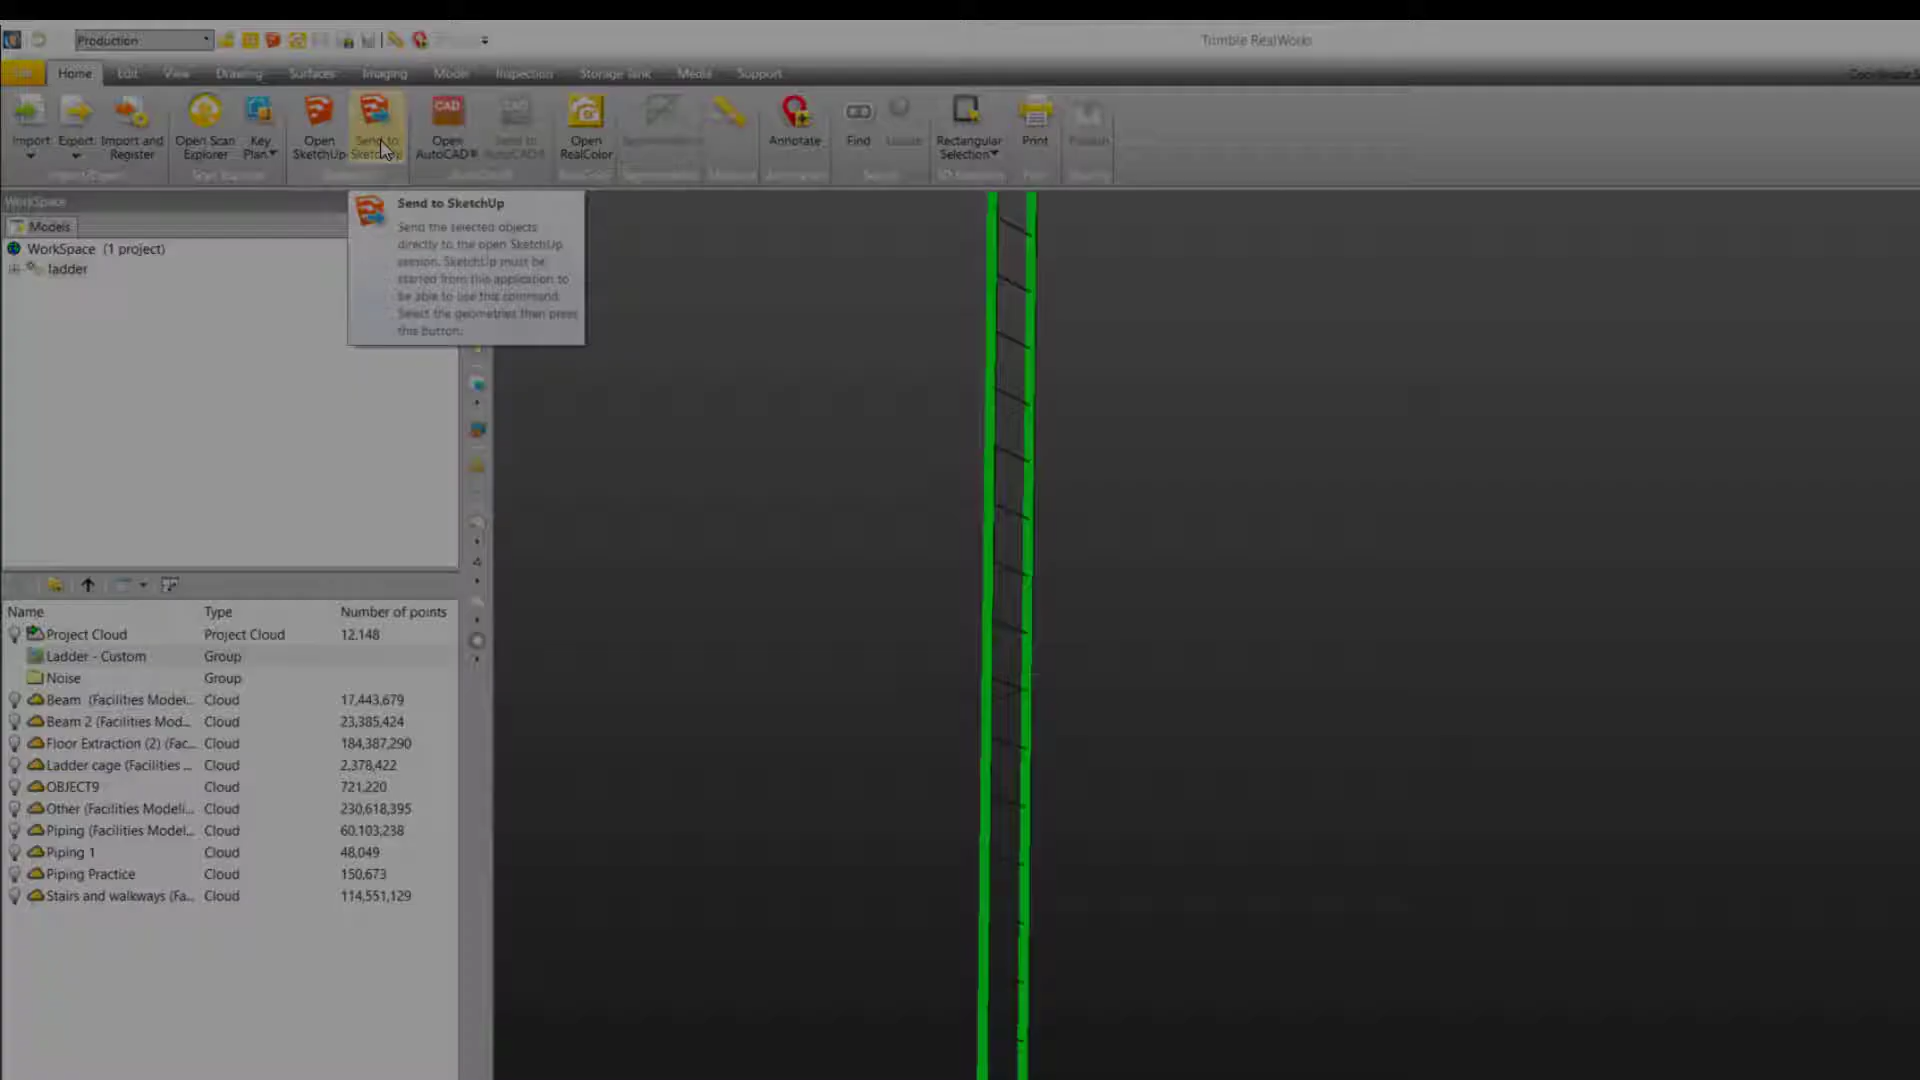 Production
Trimble RealWorks
Home Edit View Drawing Surfaces Imaging Model Inspection Storage Tank Media Support
Import Export Import and Register Open Scan Explorer Key Plan Open SketchUp Send to SketchUp Open AutoCAD® Send to AutoCAD® Open RealColor Annotate Find Rectangular Selection Print Publish
WorkSpace
Models
WorkSpace (1 project)
ladder
Send to SketchUp
Send the selected objects
directly to the open SketchUp
session. SketchUp must be
started from this application to
be able to use this command.
Select the geometries then press
this button.
Name Type Number of points
Project Cloud Project Cloud 12,148
Ladder - Custom Group
Noise Group
Beam (Facilities Model... Cloud 17,443,679
Beam 2 (Facilities Mod... Cloud 23,385,424
Floor Extraction (2) (Fac... Cloud 184,387,290
Ladder cage (Facilities ... Cloud 2,378,422
OBJECT9 Cloud 721,220
Other (Facilities Modeli... Cloud 230,618,395
Piping (Facilities Model... Cloud 60,103,238
Piping 1 Cloud 48,049
Piping Practice Cloud 150,673
Stairs and walkways (Fa... Cloud 114,551,129